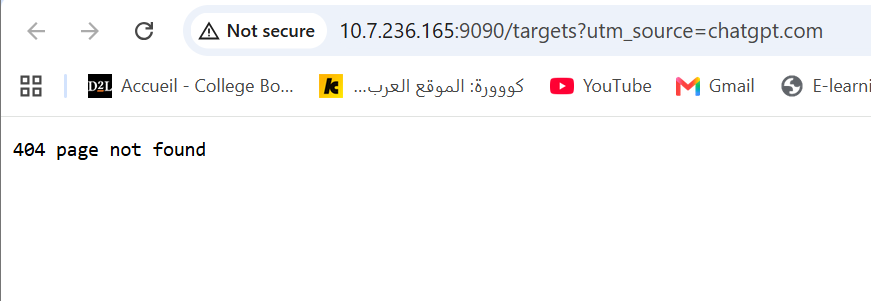 Not secure 10.7.236.165:9090/targets?utm_source=chatgpt.com
D2L Accueil - College Bo... k كووورة: الموقع العرب... YouTube Gmail E-learni
404 page not found